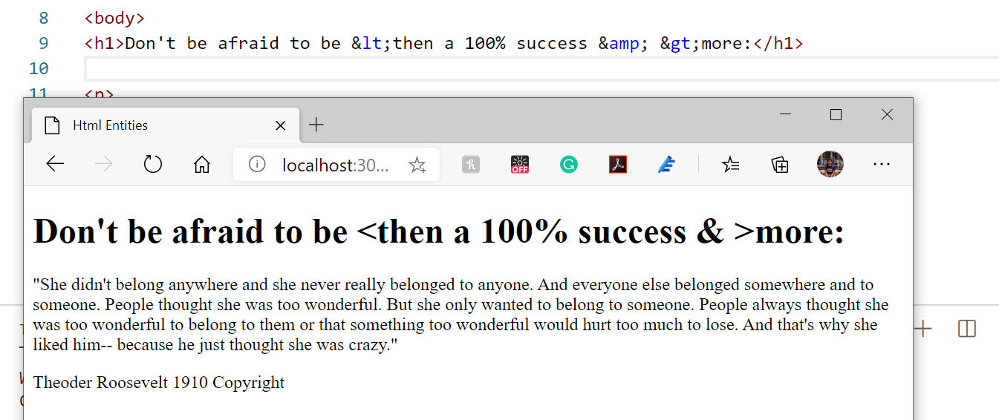 8 <body>
9 <h1>Don't be afraid to be &lt;then a 100% success &amp; &gt;more:</h1>
10
11 <p>
Html Entities
localhost:30...
OFF
Don't be afraid to be <then a 100% success & >more:
"She didn't belong anywhere and she never really belonged to anyone. And everyone else belonged somewhere and to
someone. People thought she was too wonderful. But she only wanted to belong to someone. People always thought she
was too wonderful to belong to them or that something too wonderful would hurt too much to lose. And that's why she
liked him-- because he just thought she was crazy."
Theoder Roosevelt 1910 Copyright